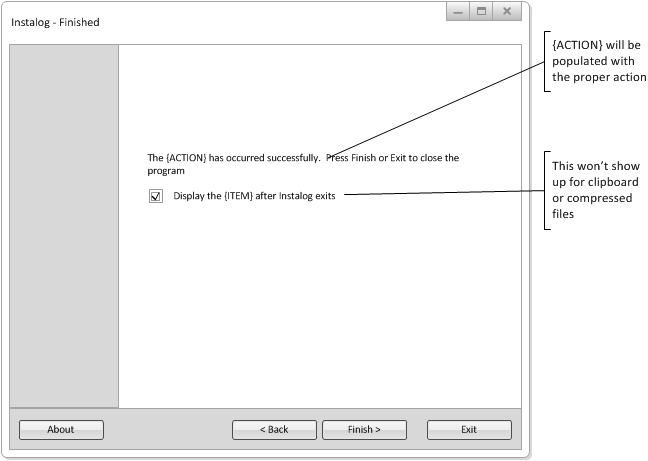 Instalog - Finished
{ACTION} will be
populated with
the proper action
The {ACTION} has occurred successfully.  Press Finish or Exit to close the
program
Display the {ITEM} after Instalog exits
This won't show
up for clipboard
or compressed
files
About
< Back
Finish >
Exit